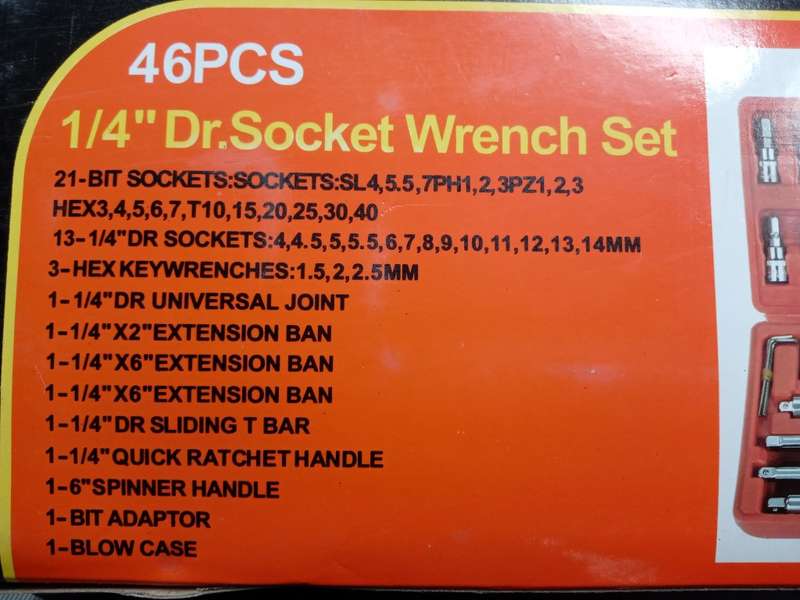 46PCS
1/4" Dr.Socket Wrench Set
21-BIT SOCKETS:SOCKETS:SL4,5.5,7PH1,2,3PZ1,2,3
HEX3,4,5,6,7,T10,15,20,25,30,40
13-1/4"DR SOCKETS:4,4.5,5,5.5,6,7,8,9,10,11,12,13,14MM
3-HEX KEYWRENCHES:1.5,2,2.5MM
1-1/4"DR UNIVERSAL JOINT
1-1/4"X2"EXTENSION BAN
1-1/4"X6"EXTENSION BAN
1-1/4"X6"EXTENSION BAN
1-1/4"DR SLIDING T BAR
1-1/4"QUICK RATCHET HANDLE
1-6"SPINNER HANDLE
1-BIT ADAPTOR
1-BLOW CASE